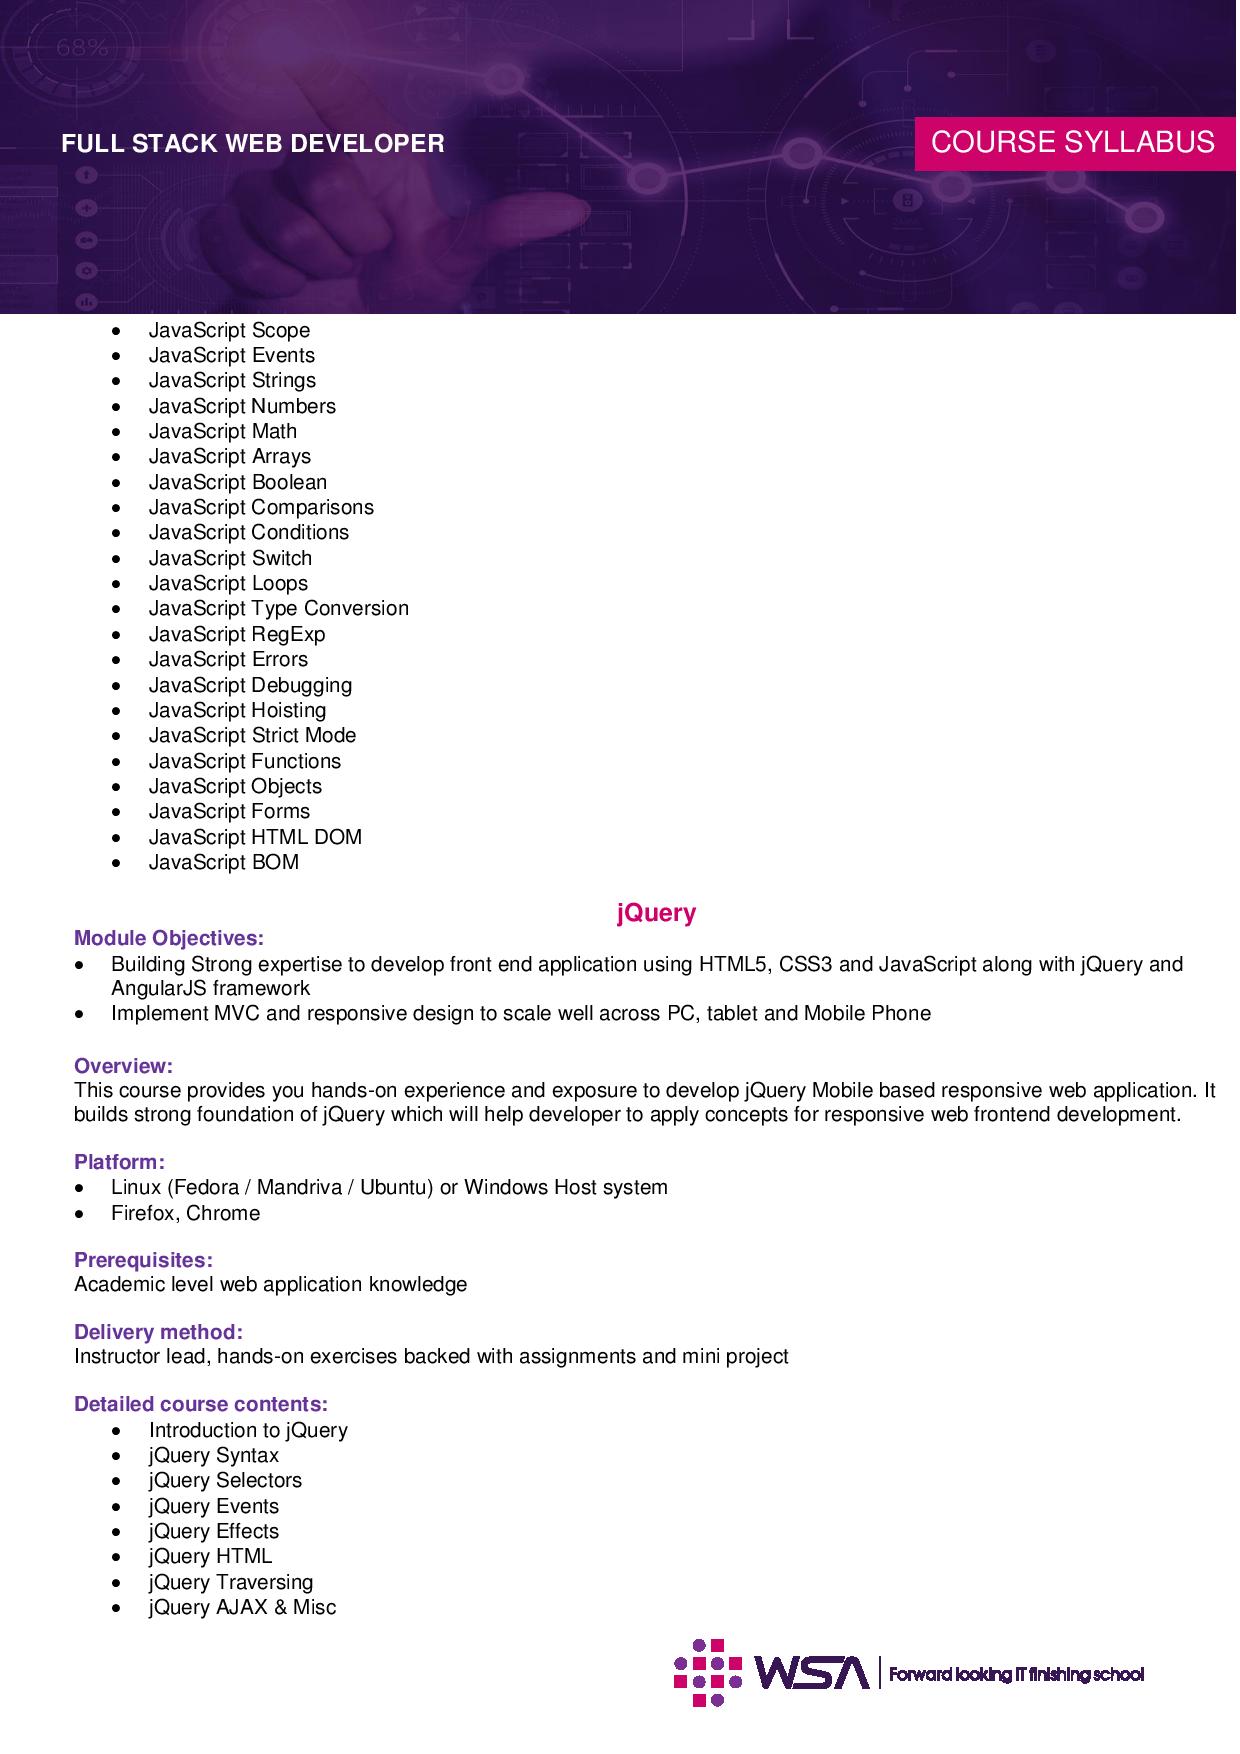 68%
FULL STACK WEB DEVELOPER
COURSE SYLLABUS
• JavaScript Scope
• JavaScript Events
• JavaScript Strings
• JavaScript Numbers
• JavaScript Math
• JavaScript Arrays
• JavaScript Boolean
• JavaScript Comparisons
• JavaScript Conditions
• JavaScript Switch
• JavaScript Loops
• JavaScript Type Conversion
• JavaScript RegExp
• JavaScript Errors
• JavaScript Debugging
• JavaScript Hoisting
• JavaScript Strict Mode
• JavaScript Functions
• JavaScript Objects
• JavaScript Forms
• JavaScript HTML DOM
• JavaScript BOM
jQuery
Module Objectives:
• Building Strong expertise to develop front end application using HTML5, CSS3 and JavaScript along with jQuery and
AngularJS framework
• Implement MVC and responsive design to scale well across PC, tablet and Mobile Phone
Overview:
This course provides you hands-on experience and exposure to develop jQuery Mobile based responsive web application. It
builds strong foundation of jQuery which will help developer to apply concepts for responsive web frontend development.
Platform:
• Linux (Fedora / Mandriva / Ubuntu) or Windows Host system
• Firefox, Chrome
Prerequisites:
Academic level web application knowledge
Delivery method:
Instructor lead, hands-on exercises backed with assignments and mini project
Detailed course contents:
• Introduction to jQuery
• jQuery Syntax
• jQuery Selectors
• jQuery Events
• jQuery Effects
• jQuery HTML
• jQuery Traversing
• jQuery AJAX & Misc
WSA | Forward looking IT finishing school